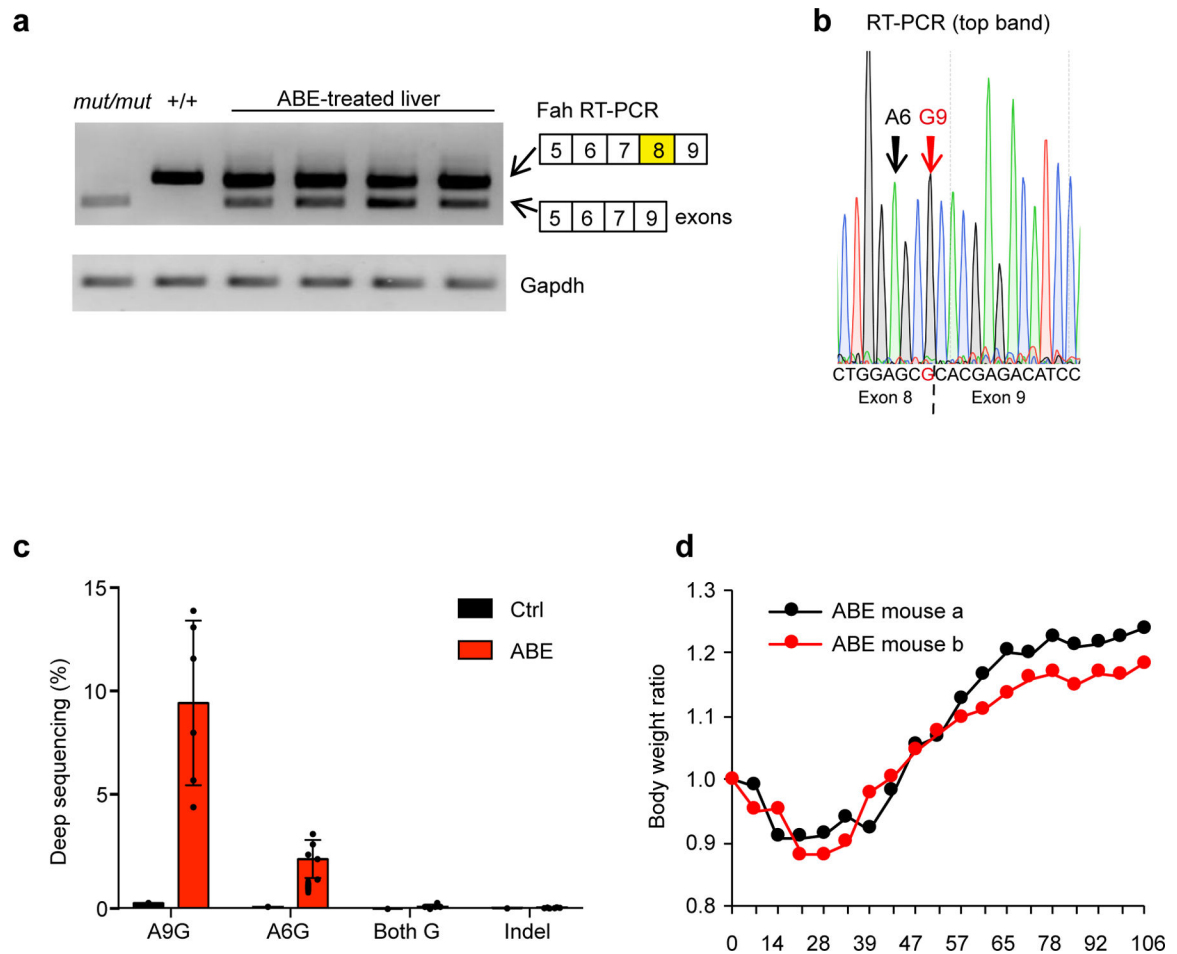 a
mut/mut +/+ ABE-treated liver
Fah RT-PCR
5 6 7 8 9
5 6 7 9 exons
Gapdh
b
RT-PCR (top band)
A6 G9
CTGGAGCGCACGAGACATCC
Exon 8 Exon 9
c
15
10
5
0
Deep sequencing (%)
Ctrl
ABE
A9G A6G Both G Indel
d
1.3
1.2
1.1
1.0
0.9
0.8
Body weight ratio
ABE mouse a
ABE mouse b
0 14 28 39 47 57 65 78 92 106